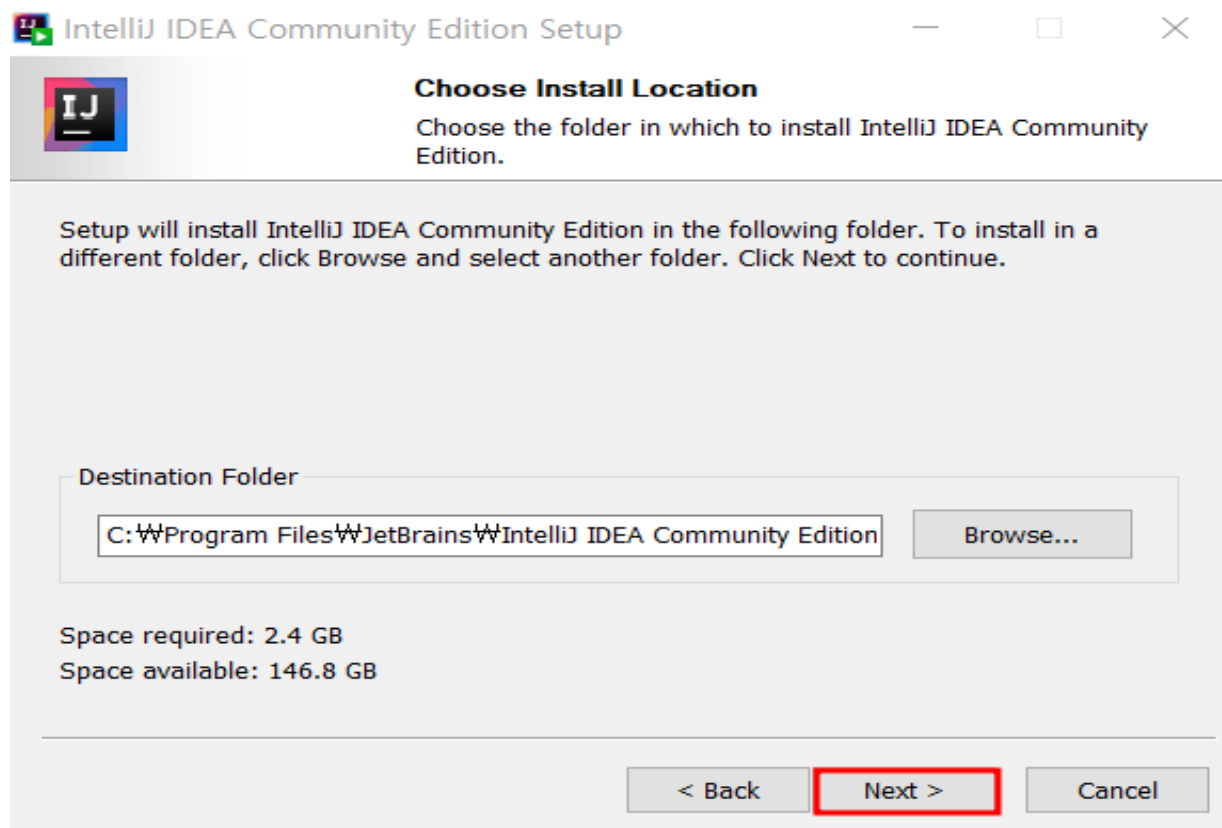 IntelliJ IDEA Community Edition Setup
IJ
Choose Install Location
Choose the folder in which to install IntelliJ IDEA Community
Edition.
Setup will install IntelliJ IDEA Community Edition in the following folder. To install in a
different folder, click Browse and select another folder. Click Next to continue.
Destination Folder
C:₩Program Files₩JetBrains₩IntelliJ IDEA Community Edition
Browse...
Space required: 2.4 GB
Space available: 146.8 GB
< Back
Next >
Cancel